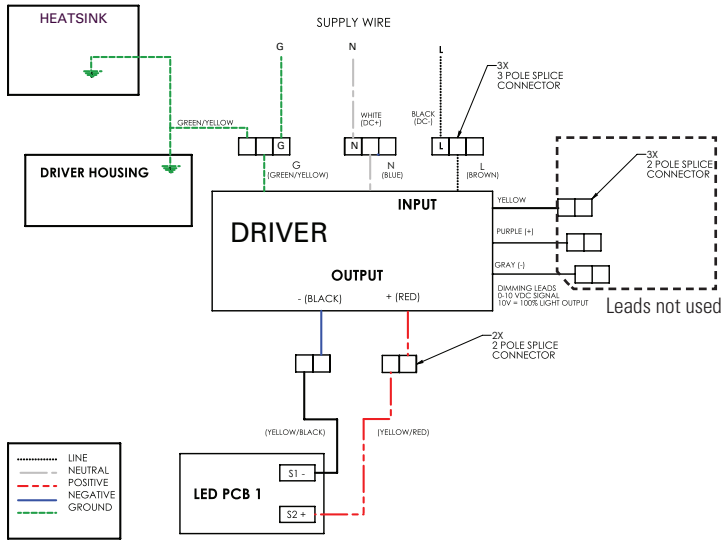 HEATSINK
SUPPLY WIRE
G
N
L
3X
3 POLE SPLICE
CONNECTOR
WHITE
(DC+)
BLACK
(DC-)
GREEN/YELLOW
G
N
L
3X
2 POLE SPLICE
CONNECTOR
DRIVER HOUSING
G
(GREEN/YELLOW)
N
(BLUE)
L
(BROWN)
INPUT
YELLOW
DRIVER
PURPLE (+)
OUTPUT
GRAY (-)
- (BLACK)
+ (RED)
DIMMING LEADS
0-10 VDC SIGNAL
10V = 100% LIGHT OUTPUT
Leads not used
2X
2 POLE SPLICE
CONNECTOR
(YELLOW/BLACK)
(YELLOW/RED)
LINE
NEUTRAL
POSITIVE
NEGATIVE
GROUND
LED PCB 1
S1 -
S2 +